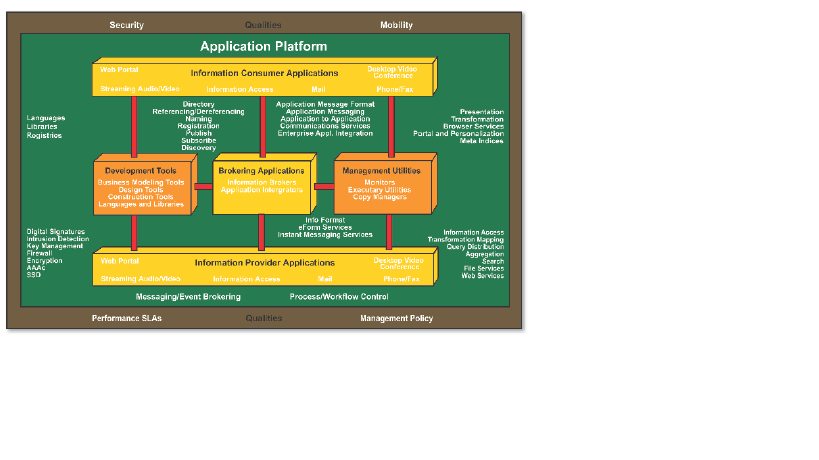 Security Qualities Mobility
Application Platform
Web Portal
Information Consumer Applications
Desktop Video
Conference
Streaming Audio/Video Information Access Mail Phone/Fax
Languages
Libraries
Registries
Directory
Referencing/Dereferencing
Naming
Registration
Publish
Subscribe
Discovery
Application Message Format
Application Messaging
Application to Application
Communications Services
Enterprise Appl. Integration
Presentation
Transformation
Browser Services
Portal and Personalization
Meta Indices
Development Tools
Business Modeling Tools
Design Tools
Construction Tools
Languages and Libraries
Brokering Applications
Information Brokers
Application Intergrators
Management Utilities
Monitors
Executary Utilities
Copy Managers
Info Format
eForm Services
Instant Messaging Services
Digital Signatures
Intrusion Detection
Key Management
Firewall
Encryption
AAAc
SSO
Information Access
Transformation Mapping
Query Distribution
Aggregation
Search
File Services
Web Services
Web Portal
Information Provider Applications
Desktop Video
Conference
Streaming Audio/Video Information Access Mail Phone/Fax
Messaging/Event Brokering Process/Workflow Control
Performance SLAs Qualities Management Policy